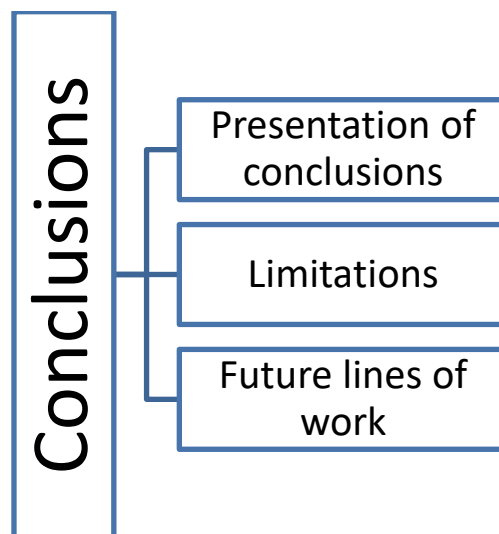 Conclusions
Presentation of
conclusions
Limitations
Future lines of
work